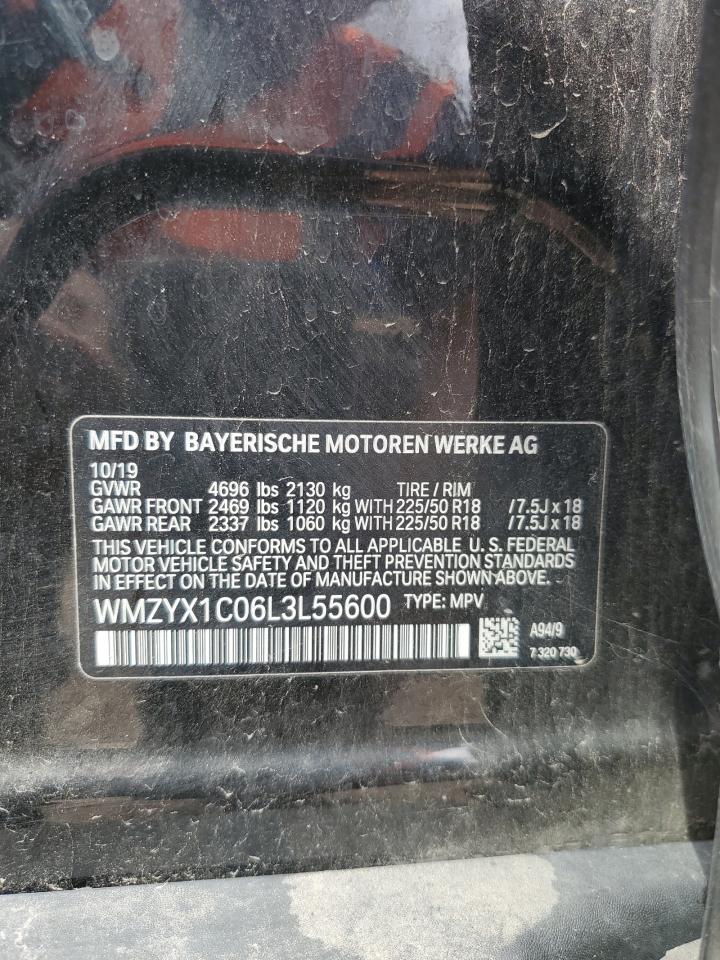 MFD BY BAYERISCHE MOTOREN WERKE AG
10/19
GVWR 4696 lbs 2130 kg TIRE / RIM
GAWR FRONT 2469 lbs 1120 kg WITH 225/50 R18 /7.5J x 18
GAWR REAR 2337 lbs 1060 kg WITH 225/50 R18 /7.5J x 18
THIS VEHICLE CONFORMS TO ALL APPLICABLE U. S. FEDERAL
MOTOR VEHICLE SAFETY AND THEFT PREVENTION STANDARDS
IN EFFECT ON THE DATE OF MANUFACTURE SHOWN ABOVE.
WMZYX1C06L3L55600 TYPE: MPV
A94/9
7 320 730